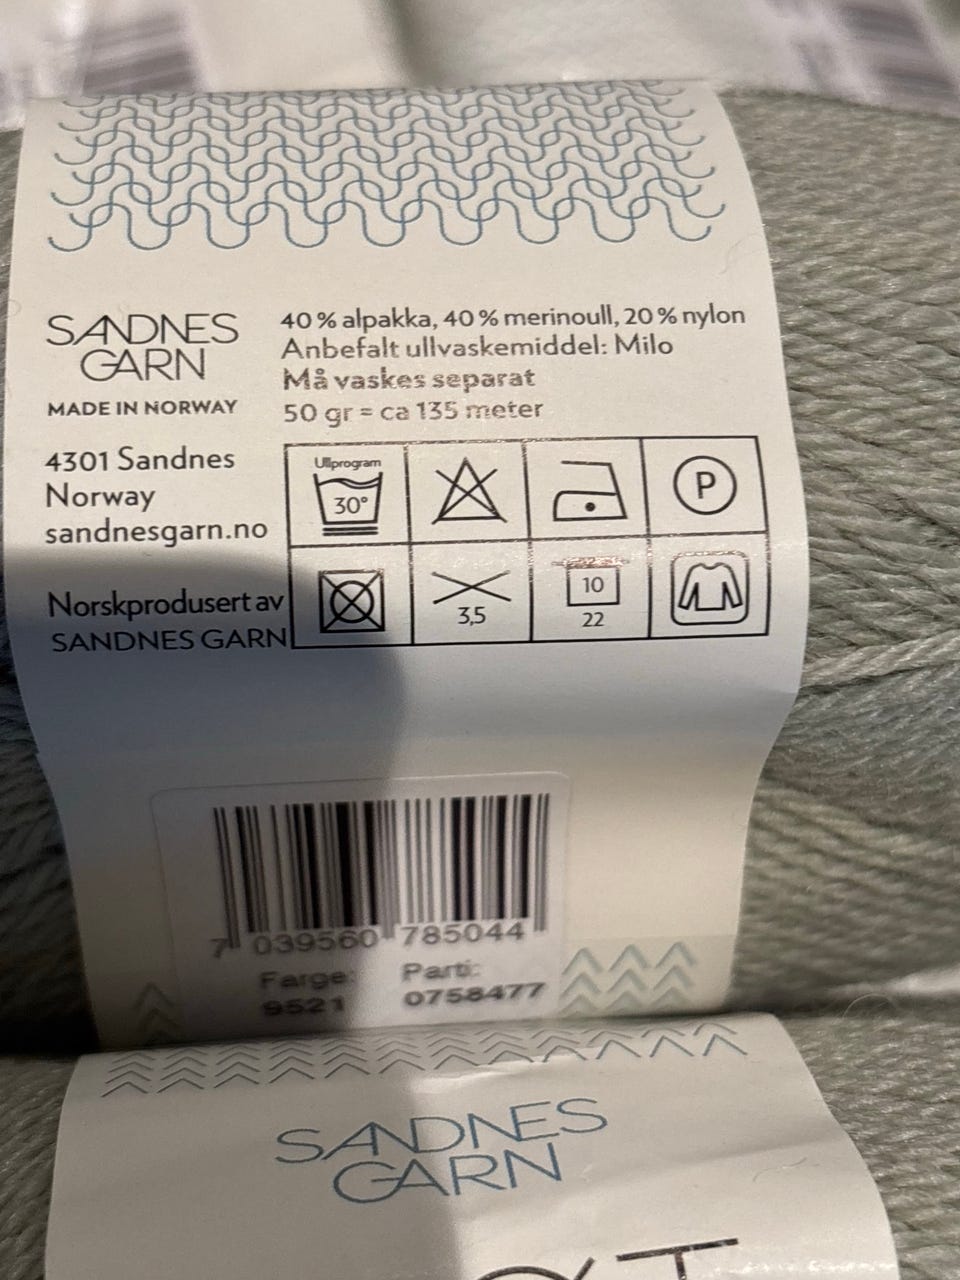 SANDNES
GARN
MADE IN NORWAY
4301 Sandnes
Norway
sandnesgarn.no
Norskprodusert av
SANDNES GARN
40 % alpakka, 40 % merinoull, 20 % nylon
Anbefalt ullvaskemiddel: Milo
Må vaskes separat
50 gr = ca 135 meter
Ullprogram
30°
P
3,5
10
22
7 039560 785044
Farge: Parti:
9521 0758477
SANDNES
GARN